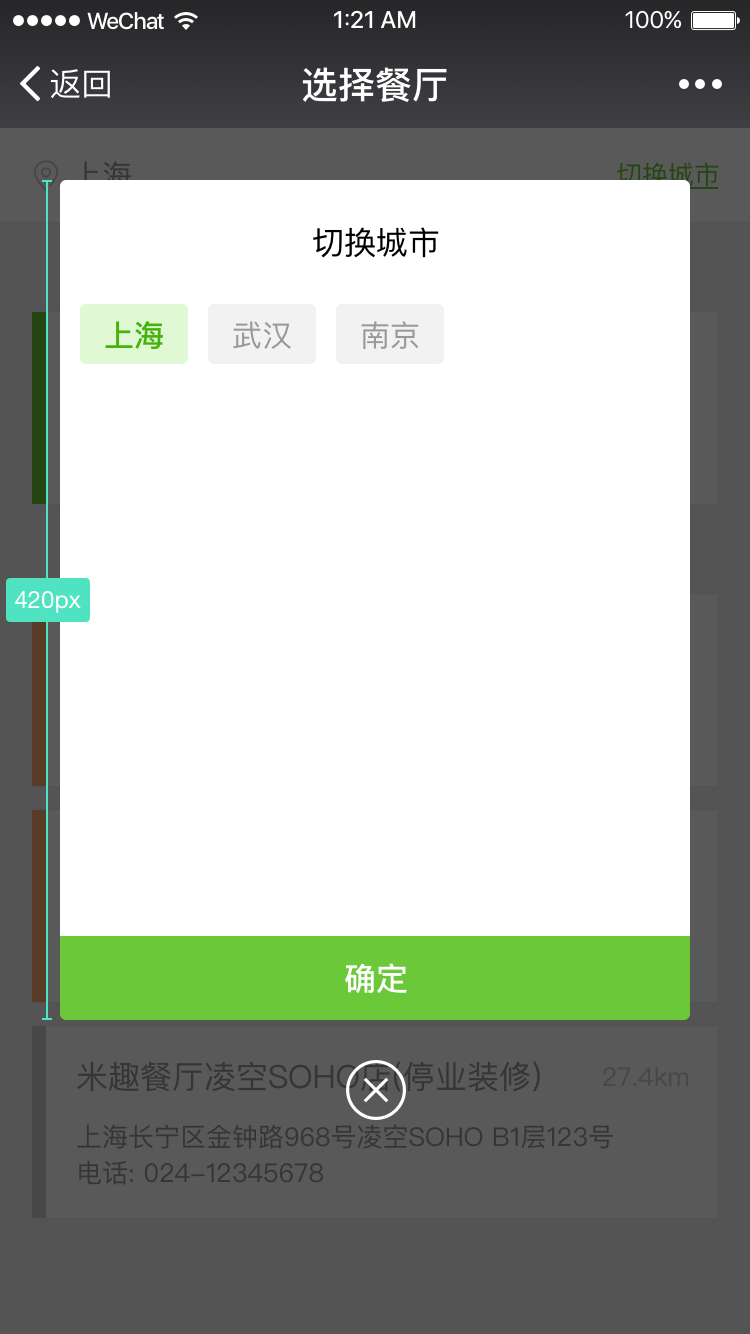 WeChat 1:21 AM 100%
返回 选择餐厅
上海 切换城市
切换城市
上海 武汉 南京
420px
确定
米趣餐厅凌空SOHO店(停业装修) 27.4km
上海长宁区金钟路968号凌空SOHO B1层123号
电话: 024-12345678